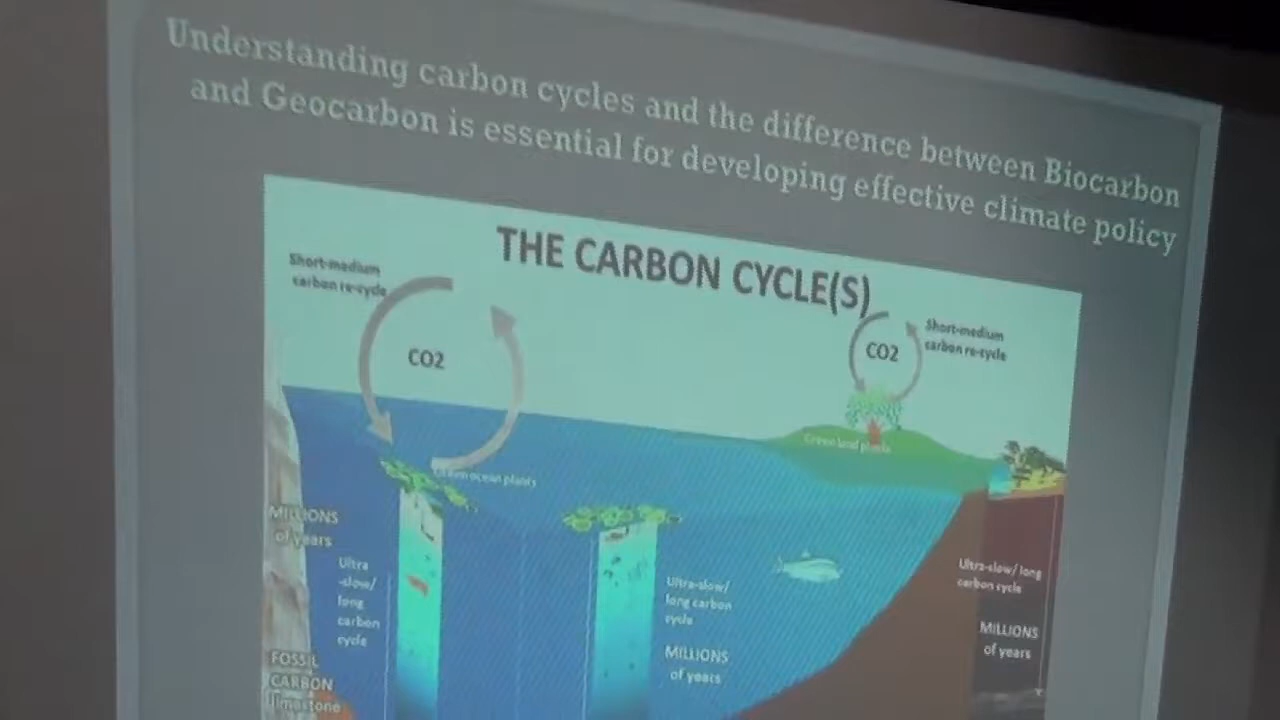 Understanding carbon cycles and the difference between Biocarbon
and Geocarbon is essential for developing effective climate policy
THE CARBON CYCLE(S)
Short-medium
carbon re-cycle
CO2
Short-medium
carbon re-cycle
CO2
Green land plants
Green ocean plants
MILLIONS
of years
Ultra
-slow/
long
carbon
cycle
Ultra-slow/
long carbon
cycle
MILLIONS
of years
Ultra-slow/ long
carbon cycle
MILLIONS
of years
FOSSIL
CARBON
limestone